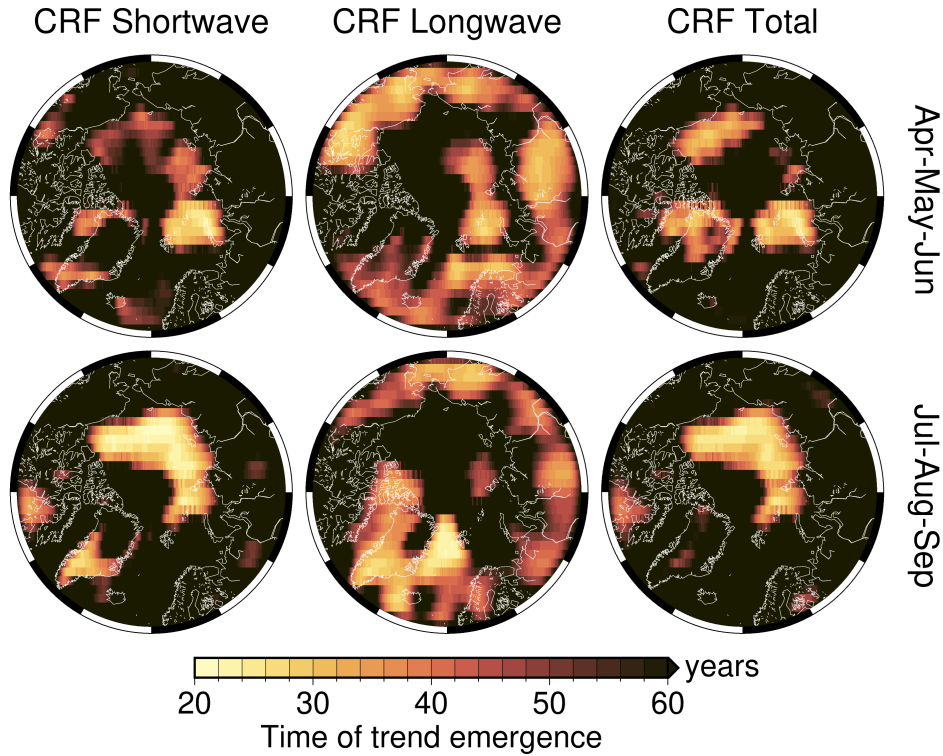 CRF Shortwave CRF Longwave CRF Total
Apr-May-Jun
Jul-Aug-Sep
years
20 30 40 50 60
Time of trend emergence